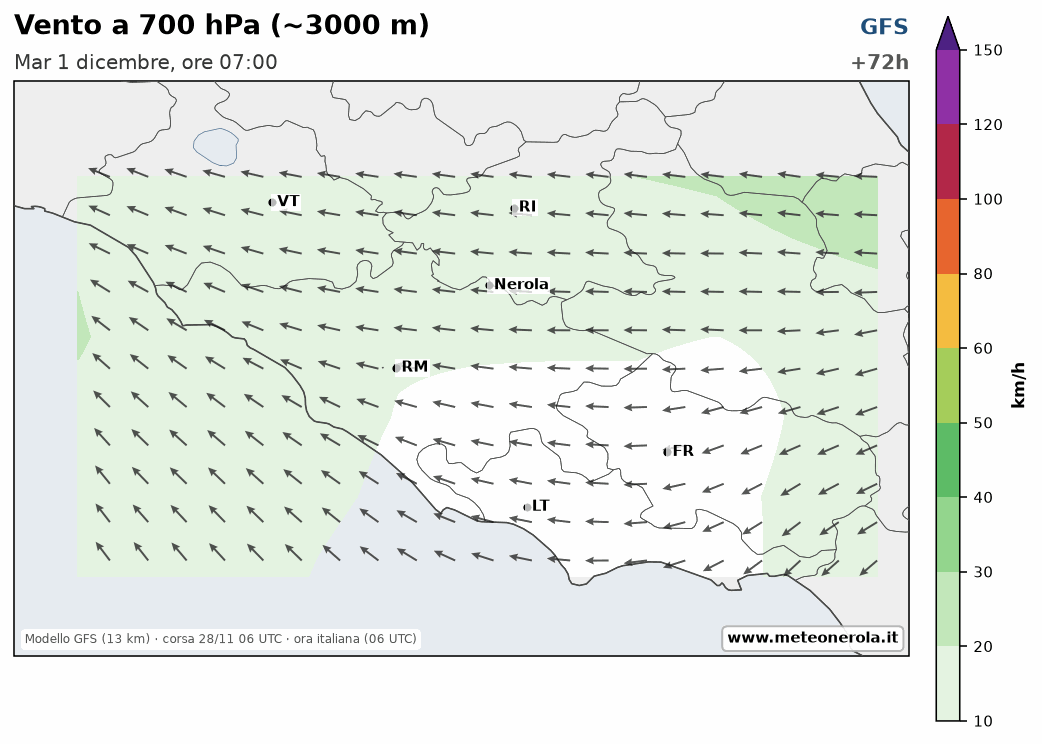 Vento a 700 hPa (~3000 m)
GFS
Mar 1 dicembre, ore 07:00
+72h
VT
RI
Nerola
RM
FR
LT
150
120
100
80
60
50
40
30
20
10
km/h
Modello GFS (13 km) · corsa 28/11 06 UTC · ora italiana (06 UTC)
www.meteonerola.it